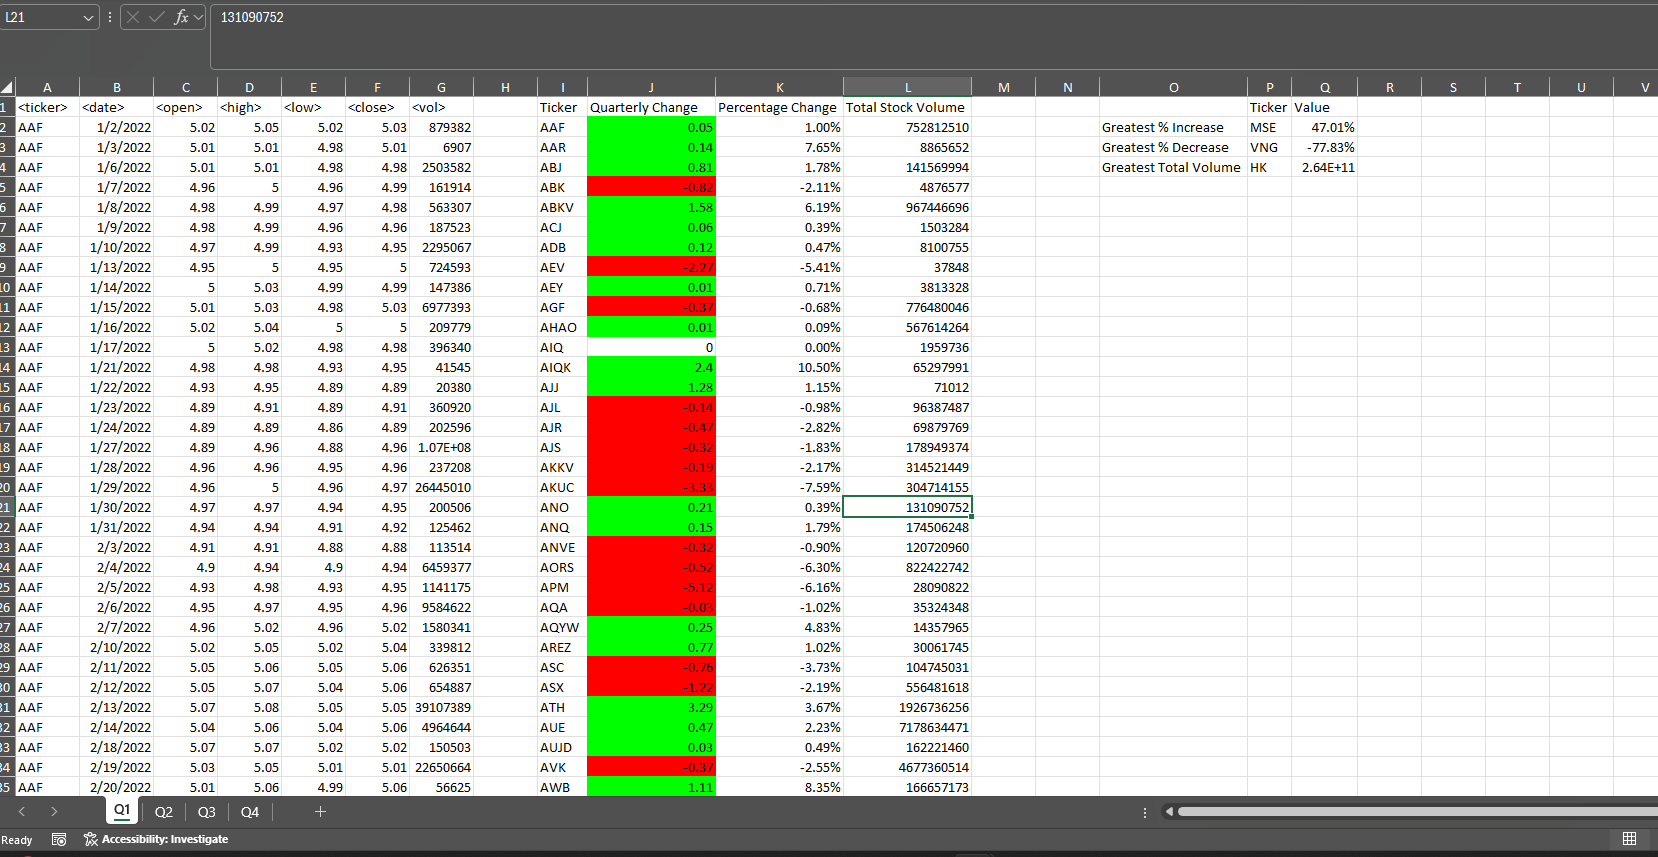 L21 fx 131090752
A B C D E F G H I J K L M N O P Q R S T U V
1 <ticker> <date> <open> <high> <low> <close> <vol> Ticker Quarterly Change Percentage Change Total Stock Volume Ticker Value
2 AAF 1/2/2022 5.02 5.05 5.02 5.03 879382 AAF 0.05 1.00% 752812510 Greatest % Increase MSE 47.01%
3 AAF 1/3/2022 5.01 5.01 4.98 5.01 6907 AAR 0.14 7.65% 8865652 Greatest % Decrease VNG -77.83%
4 AAF 1/6/2022 5.01 5.01 4.98 4.98 2503582 ABJ 0.81 1.78% 141569994 Greatest Total Volume HK 2.64E+11
5 AAF 1/7/2022 4.96 5 4.96 4.99 161914 ABK -0.82 -2.11% 4876577
6 AAF 1/8/2022 4.98 4.99 4.97 4.98 563307 ABKV 1.58 6.19% 967446696
7 AAF 1/9/2022 4.98 4.99 4.96 4.96 187523 ACJ 0.06 0.39% 1503284
8 AAF 1/10/2022 4.97 4.99 4.93 4.95 2295067 ADB 0.12 0.47% 8100755
9 AAF 1/13/2022 4.95 5 4.95 5 724593 AEV -2.27 -5.41% 37848
10 AAF 1/14/2022 5 5.03 4.99 4.99 147386 AEY 0.01 0.71% 3813328
11 AAF 1/15/2022 5.01 5.03 4.98 5.03 6977393 AGF -0.37 -0.68% 776480046
12 AAF 1/16/2022 5.02 5.04 5 5 209779 AHAO 0.01 0.09% 567614264
13 AAF 1/17/2022 5 5.02 4.98 4.98 396340 AIQ 0 0.00% 1959736
14 AAF 1/21/2022 4.98 4.98 4.93 4.95 41545 AIQK 2.4 10.50% 65297991
15 AAF 1/22/2022 4.93 4.95 4.89 4.89 20380 AJJ 1.28 1.15% 71012
16 AAF 1/23/2022 4.89 4.91 4.89 4.91 360920 AJL -0.14 -0.98% 96387487
17 AAF 1/24/2022 4.89 4.89 4.86 4.89 202596 AJR -0.47 -2.82% 69879769
18 AAF 1/27/2022 4.89 4.96 4.88 4.96 1.07E+08 AJS -0.32 -1.83% 178949374
19 AAF 1/28/2022 4.96 4.96 4.95 4.96 237208 AKKV -0.19 -2.17% 314521449
20 AAF 1/29/2022 4.96 5 4.96 4.97 26445010 AKUC -3.33 -7.59% 304714155
21 AAF 1/30/2022 4.97 4.97 4.94 4.95 200506 ANO 0.21 0.39% 131090752
22 AAF 1/31/2022 4.94 4.94 4.91 4.92 125462 ANQ 0.15 1.79% 174506248
23 AAF 2/3/2022 4.91 4.91 4.88 4.88 113514 ANVE -0.32 -0.90% 120720960
24 AAF 2/4/2022 4.9 4.94 4.9 4.94 6459377 AORS -0.52 -6.30% 822422742
25 AAF 2/5/2022 4.93 4.98 4.93 4.95 1141175 APM -5.12 -6.16% 28090822
26 AAF 2/6/2022 4.95 4.97 4.95 4.96 9584622 AQA -0.03 -1.02% 35324348
27 AAF 2/7/2022 4.96 5.02 4.96 5.02 1580341 AQYW 0.25 4.83% 14357965
28 AAF 2/10/2022 5.02 5.05 5.02 5.04 339812 AREZ 0.77 1.02% 30061745
29 AAF 2/11/2022 5.05 5.06 5.05 5.06 626351 ASC -0.76 -3.73% 104745031
30 AAF 2/12/2022 5.05 5.07 5.04 5.06 654887 ASX -1.22 -2.19% 556481618
31 AAF 2/13/2022 5.07 5.08 5.05 5.05 39107389 ATH 3.29 3.67% 1926736256
32 AAF 2/14/2022 5.04 5.06 5.04 5.06 4964644 AUE 0.47 2.23% 7178634471
33 AAF 2/18/2022 5.07 5.07 5.02 5.02 150503 AUJD 0.03 0.49% 162221460
34 AAF 2/19/2022 5.03 5.05 5.01 5.01 22650664 AVK -0.37 -2.55% 4677360514
35 AAF 2/20/2022 5.01 5.06 4.99 5.06 56625 AWB 1.11 8.35% 166657173
Q1 Q2 Q3 Q4
Ready Accessibility: Investigate